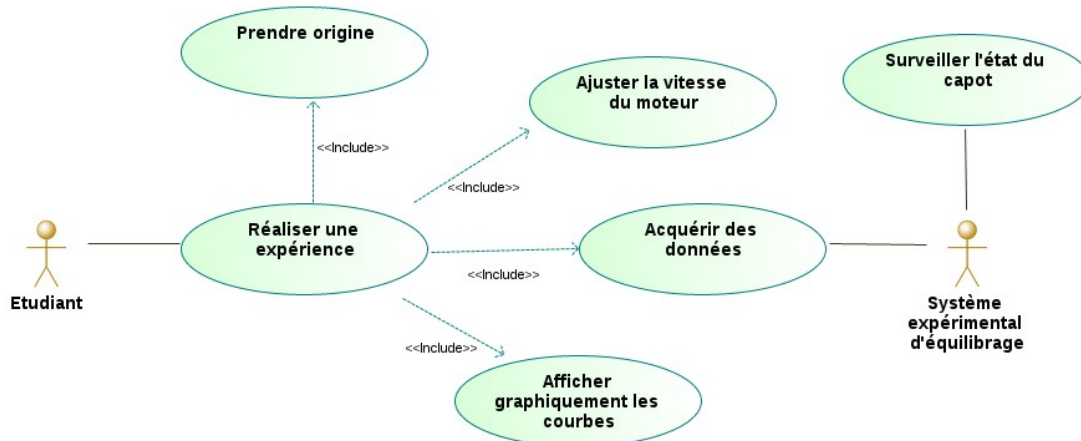 Prendre origine
Surveiller l'état du
capot
Ajuster la vitesse
du moteur
<<Include>>
<<Include>>
Réaliser une
expérience
Acquérir des
données
<<Include>>
Etudiant
Système
expérimental
d'équilibrage
<<Include>>
Afficher
graphiquement les
courbes